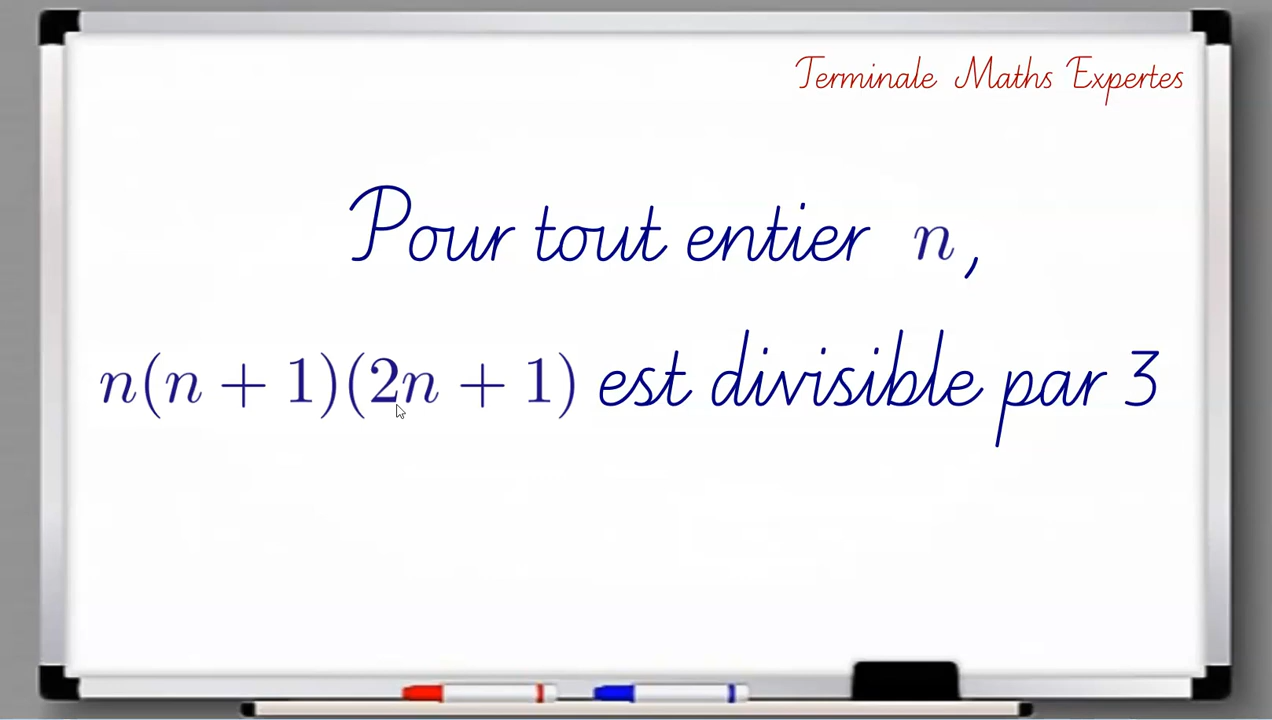 Terminale Maths Expertes
Pour tout entier n,
n(n + 1)(2n + 1) est divisible par 3